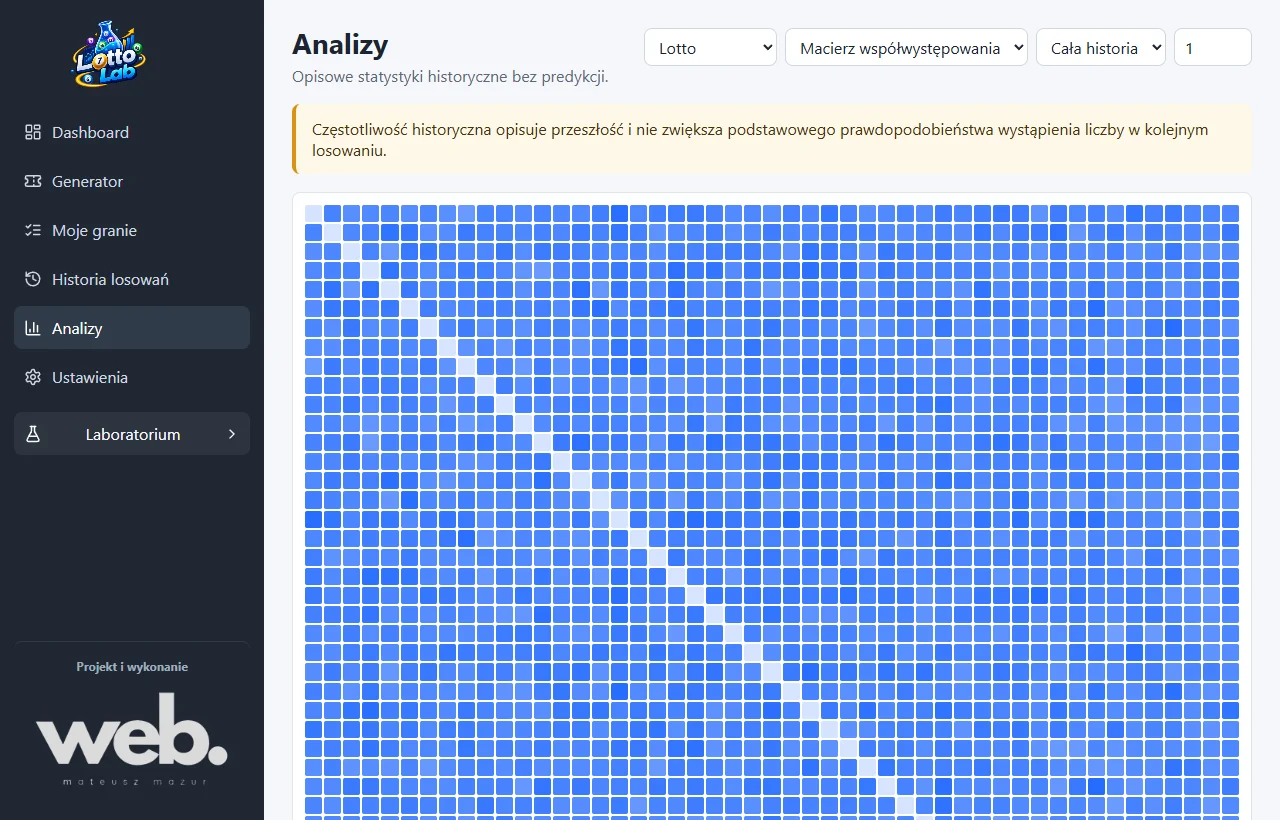 Lotto
Lab
Dashboard
Generator
Moje granie
Historia losowań
Analizy
Ustawienia
Laboratorium
Projekt i wykonanie
web.
mateusz mazur
Analizy
Opisowe statystyki historyczne bez predykcji.
Lotto
Macierz współwystępowania
Cała historia
1
Częstotliwość historyczna opisuje przeszłość i nie zwiększa podstawowego prawdopodobieństwa wystąpienia liczby w kolejnym
losowaniu.